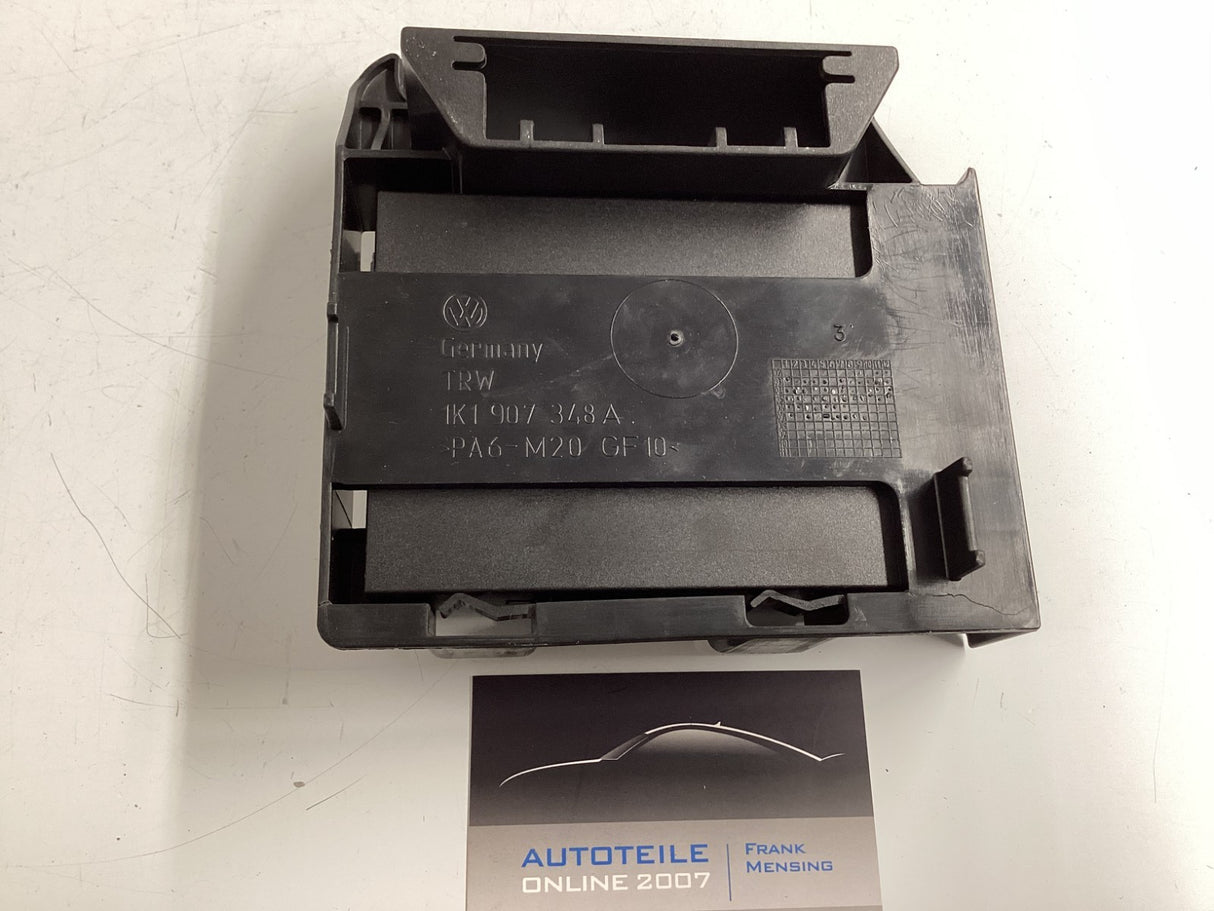 Germany
TRW
1K1 907 348 A.
>PA6-M20 GF10<
3
AUTOTEILE
ONLINE 2007
FRANK
MENSING